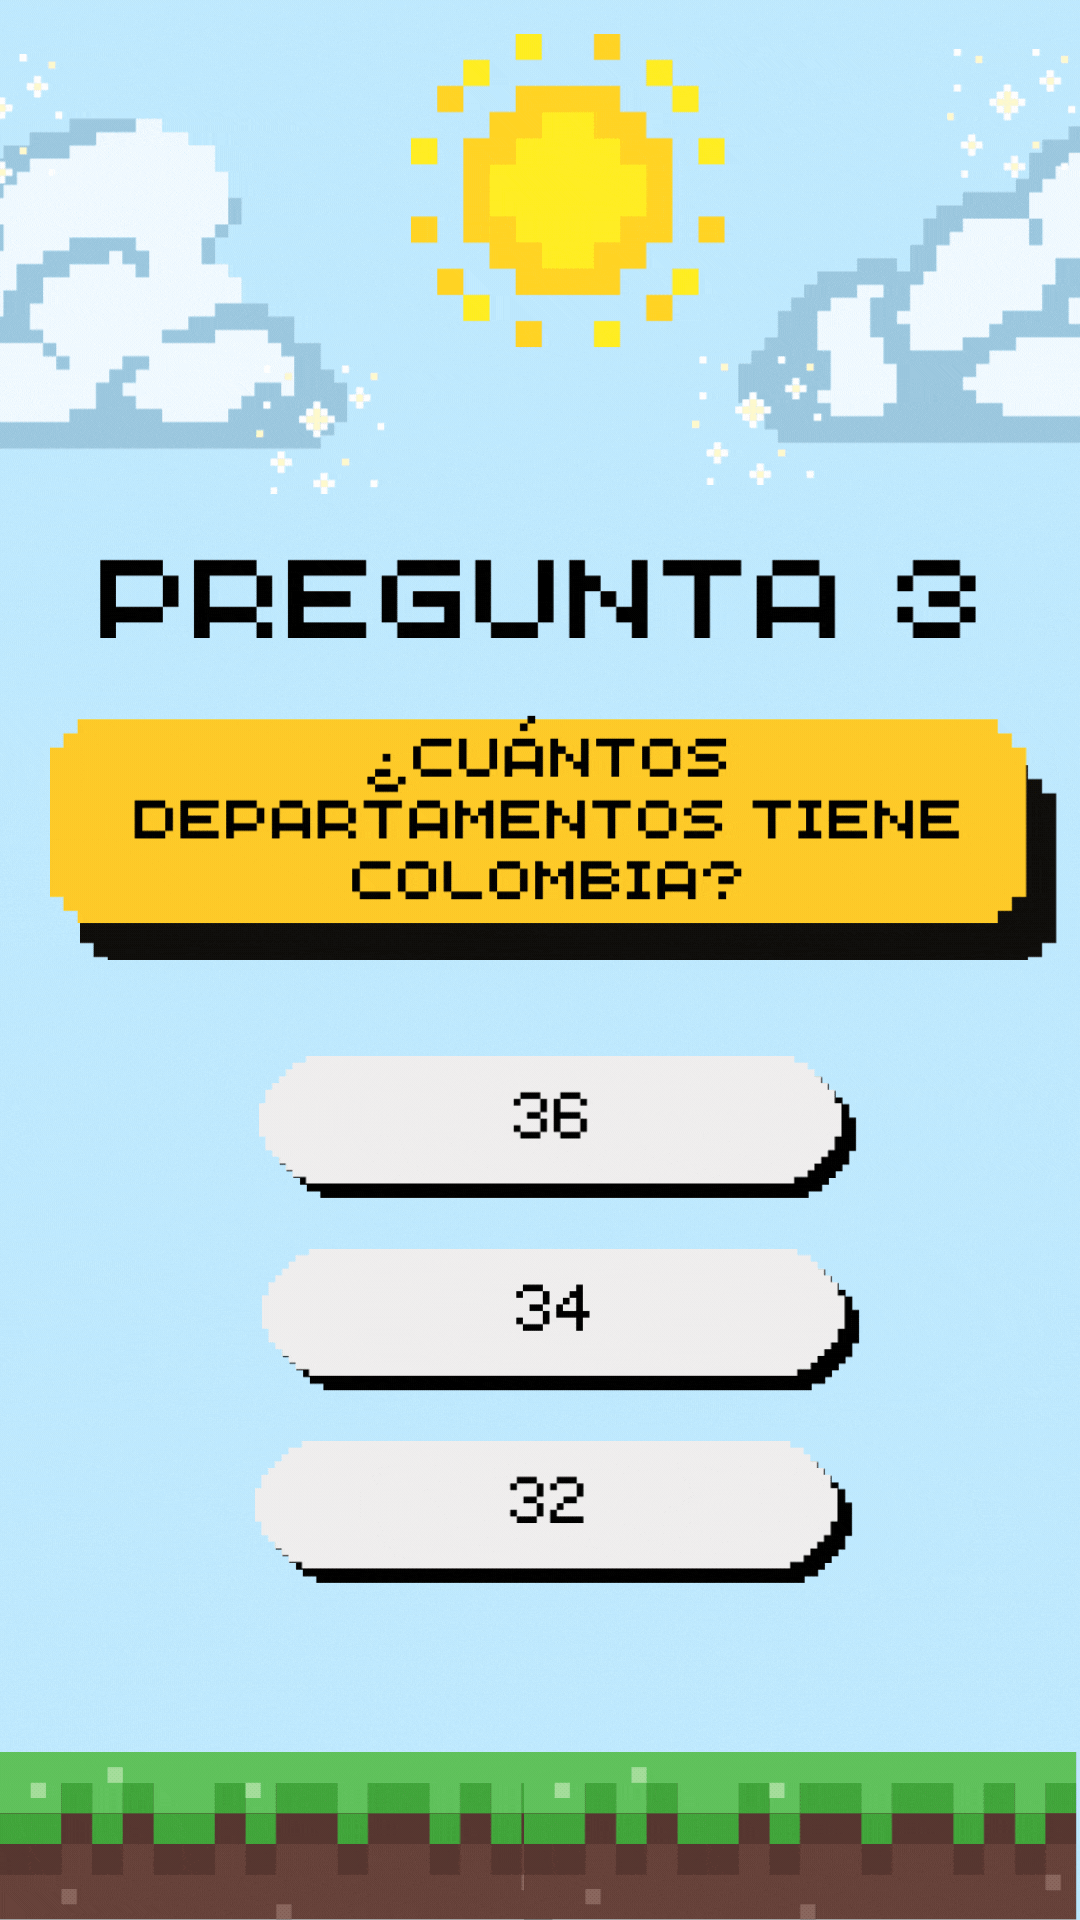 PREGUNTA 3
¿CUÁNTOS
DEPARTAMENTOS TIENE
COLOMBIA?
36
34
32